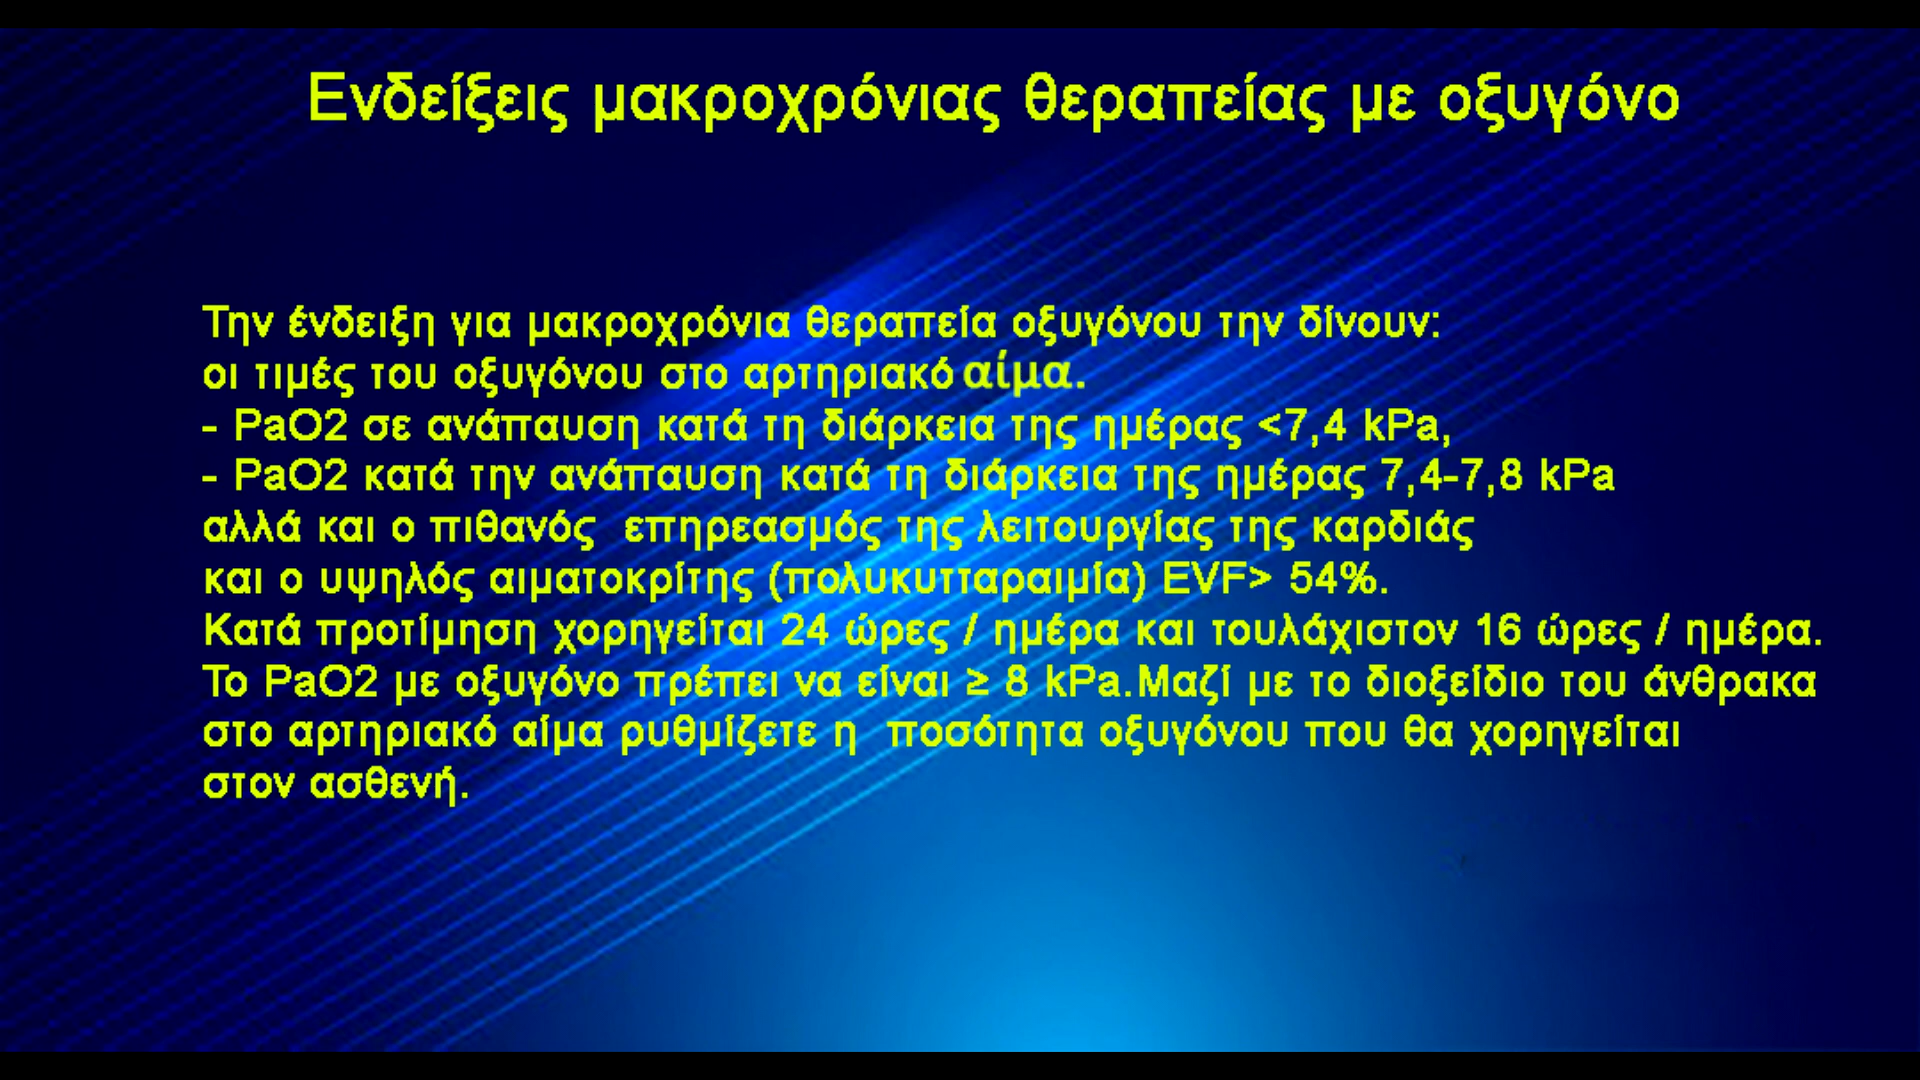 Ενδείξεις μακροχρόνιας θεραπείας με οξυγόνο
Την ένδειξη για μακροχρόνια θεραπεία οξυγόνου την δίνουν:
οι τιμές του οξυγόνου στο αρτηριακό αίμα.
- PaO2 σε ανάπαυση κατά τη διάρκεια της ημέρας <7,4 kPa,
- PaO2 κατά την ανάπαυση κατά τη διάρκεια της ημέρας 7,4-7,8 kPa
αλλά και ο πιθανός  επηρεασμός της λειτουργίας της καρδιάς
και ο υψηλός αιματοκρίτης (πολυκυτταραιμία) EVF> 54%.
Κατά προτίμηση χορηγείται 24 ώρες / ημέρα και τουλάχιστον 16 ώρες / ημέρα.
Το PaO2 με οξυγόνο πρέπει να είναι ≥ 8 kPa.Μαζί με το διοξείδιο του άνθρακα
στο αρτηριακό αίμα ρυθμίζετε η  ποσότητα οξυγόνου που θα χορηγείται
στον ασθενή.